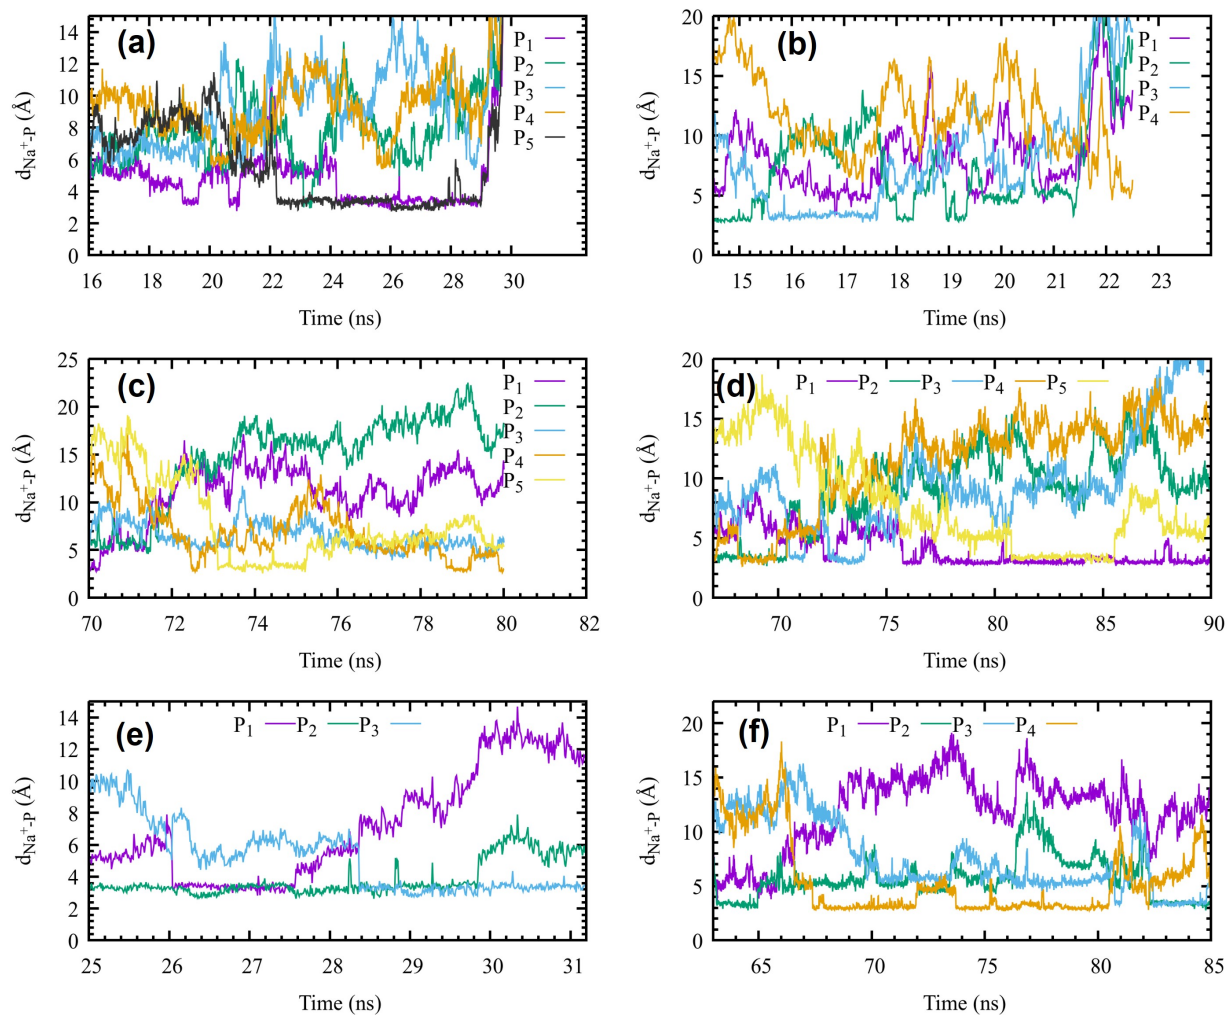 (a)
P1
P2
P3
P4
P5
dNa+-P (Å)
14
12
10
8
6
4
2
0
16 18 20 22 24 26 28 30
Time (ns)
(b)
P1
P2
P3
P4
dNa+-P (Å)
20
15
10
5
0
15 16 17 18 19 20 21 22 23
Time (ns)
(c)
P1
P2
P3
P4
P5
dNa+-P (Å)
25
20
15
10
5
0
70 72 74 76 78 80 82
Time (ns)
(d)
P1 P2 P3 P4 P5
dNa+-P (Å)
20
15
10
5
0
70 75 80 85 90
Time (ns)
(e)
P1 P2 P3
dNa+-P (Å)
14
12
10
8
6
4
2
0
25 26 27 28 29 30 31
Time (ns)
(f)
P1 P2 P3 P4
dNa+-P (Å)
20
15
10
5
0
65 70 75 80 85
Time (ns)